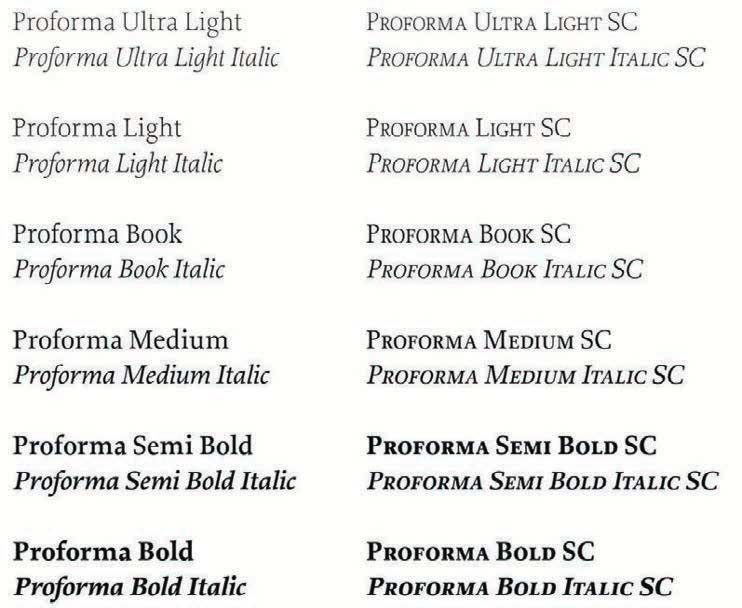 Proforma Ultra Light
Proforma Ultra Light Italic
Proforma Light
Proforma Light Italic
Proforma Book
Proforma Book Italic
Proforma Medium
Proforma Medium Italic
Proforma Semi Bold
Proforma Semi Bold Italic
Proforma Bold
Proforma Bold Italic
Proforma Ultra Light SC
Proforma Ultra Light Italic SC
Proforma Light SC
Proforma Light Italic SC
Proforma Book SC
Proforma Book Italic SC
Proforma Medium SC
Proforma Medium Italic SC
Proforma Semi Bold SC
Proforma Semi Bold Italic SC
Proforma Bold SC
Proforma Bold Italic SC